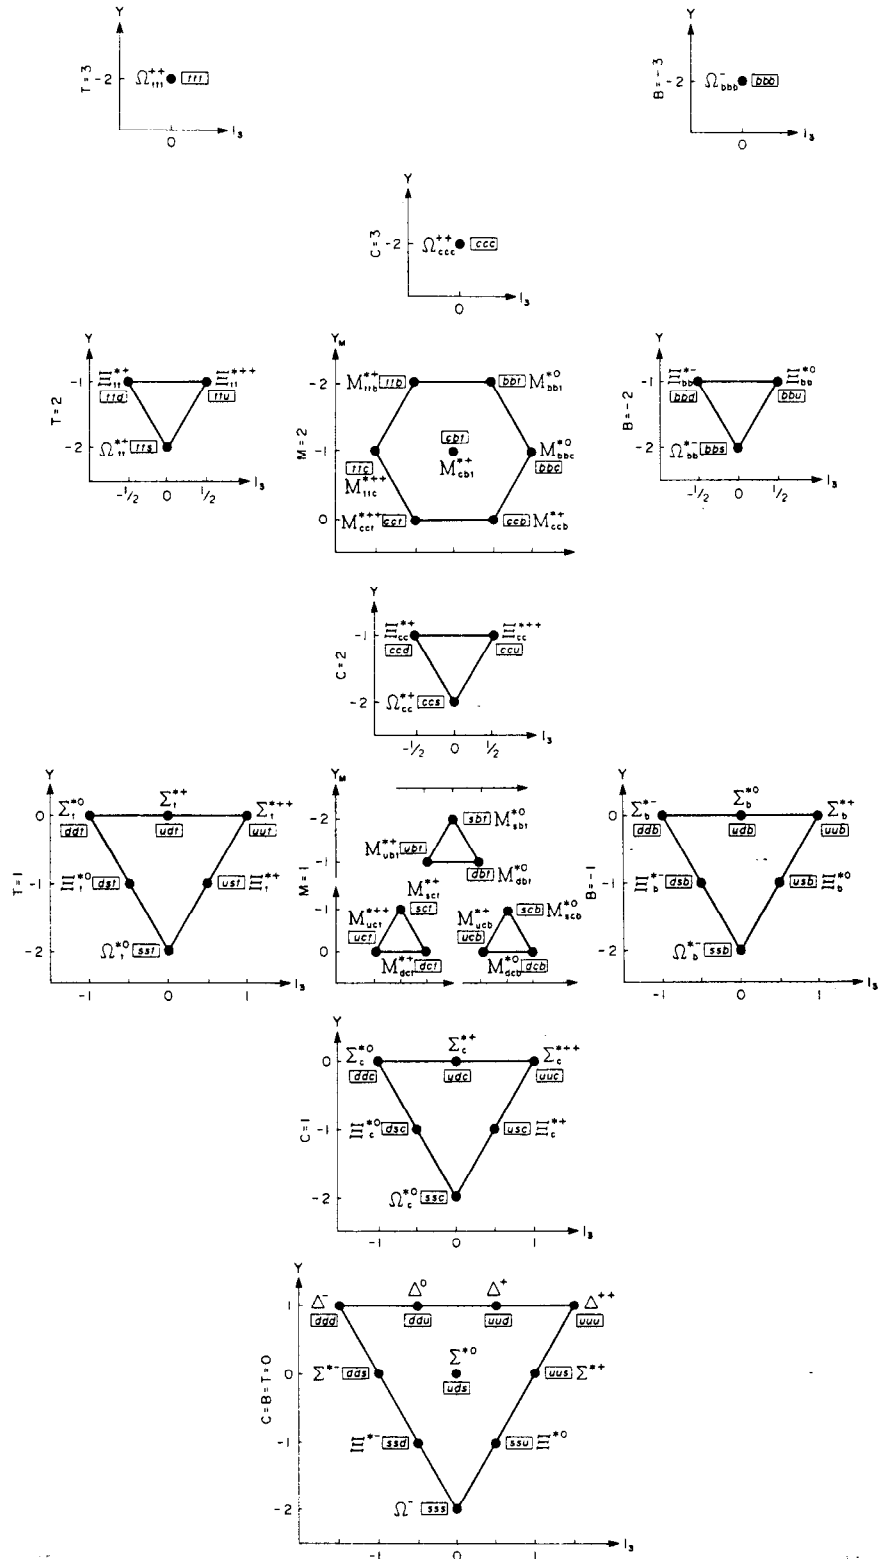 Y Y
T=3 -2 Ω⁺⁺ₜₜₜ ttt B=-3 -2 Ω⁻bbb bbb
0 I₃ 0 I₃
Y
C=3 -2 Ω⁺⁺ccc ccc
0 I₃
Y Y_M Y
T=2 -1 Ξ*⁺tt ttd Ξ*⁺⁺tt ttu
-2 Ω*⁺tt tts
-1/2 0 1/2 I₃
M=2 -2 M*⁺ttb ttb bbt M*⁰bbt
-1 M*⁺⁺ttc ttc cbt M*⁺cbt M*⁰bbc bbc
0 M*⁺⁺cct cct ccb M*⁺ccb
B=-2 -1 Ξ*⁻bb bbd Ξ*⁰bb bbu
-2 Ω*⁻bb bbs
-1/2 0 1/2 I₃
Y
C=2 -1 Ξ*⁺cc ccd Ξ*⁺⁺cc ccu
-2 Ω*⁺cc ccs
-1/2 0 1/2 I₃
Y Y_M Y
T=1 0 Σ*⁰t ddt Σ*⁺t udt Σ*⁺⁺t uut
-1 Ξ*⁰t dst ust Ξ*⁺t
-2 Ω*⁰t sst
-1 0 1 I₃
M=1 -2 sbt M*⁰sbt
-1 M*⁺ubt ubt dbt M*⁰dbt
-1 M*⁺sct sct scb M*⁰scb
0 M*⁺⁺uct uct M*⁺dct dct M*⁺ucb ucb M*⁰dcb dcb
B=-1 0 Σ*⁻b ddb Σ*⁰b udb Σ*⁺b uub
-1 Ξ*⁻b dsb usb Ξ*⁰b
-2 Ω*⁻b ssb
-1 0 1 I₃
Y
C=1 0 Σ*⁰c ddc Σ*⁺c udc Σ*⁺⁺c uuc
-1 Ξ*⁰c dsc usc Ξ*⁺c
-2 Ω*⁰c ssc
-1 0 1 I₃
Y
C=B=T=0 1 Δ⁻ ddd Δ⁰ ddu Δ⁺ uud Δ⁺⁺ uuu
0 Σ*⁻ dds Σ*⁰ uds uus Σ*⁺
-1 Ξ*⁻ ssd ssu Ξ*⁰
-2 Ω⁻ sss
-1 0 1 I₃